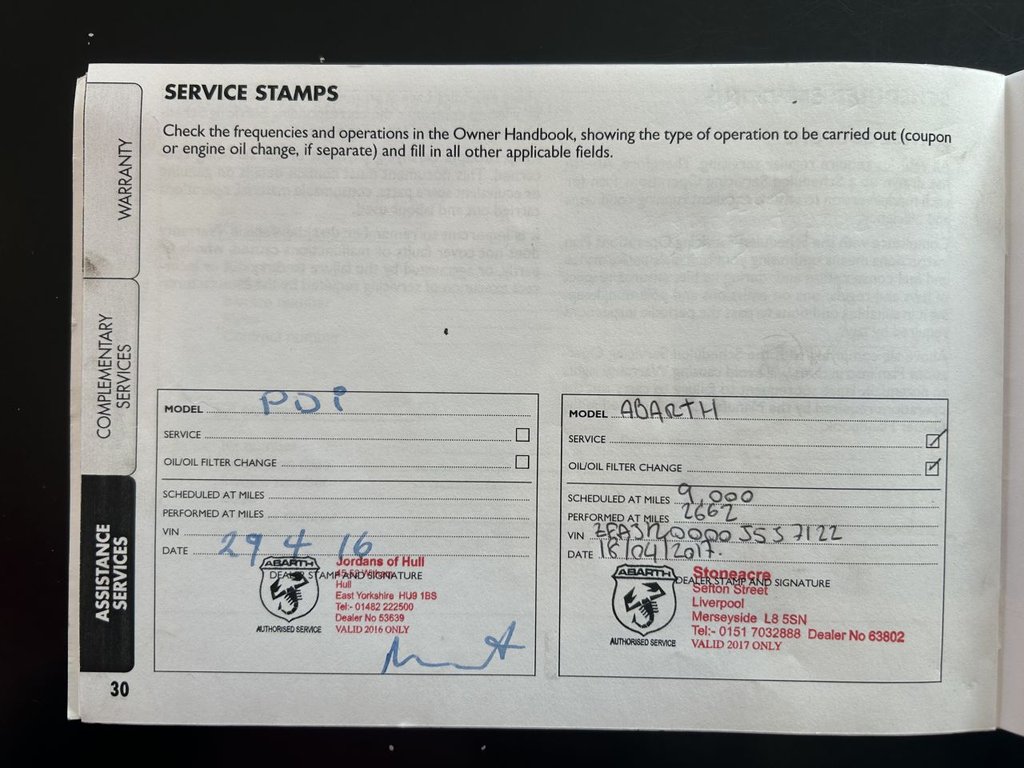 SERVICE STAMPS
Check the frequencies and operations in the Owner Handbook, showing the type of operation to be carried out (coupon
or engine oil change, if separate) and fill in all other applicable fields.
WARRANTY
COMPLEMENTARY
SERVICES
ASSISTANCE
SERVICES
MODEL PDI
SERVICE
OIL/OIL FILTER CHANGE
SCHEDULED AT MILES
PERFORMED AT MILES
VIN
DATE 29 4 16
DEALER STAMP AND SIGNATURE
ABARTH
AUTHORISED SERVICE
Jordans of Hull
Hull
East Yorkshire HU9 1BS
Tel:- 01482 222500
Dealer No 53639
VALID 2016 ONLY
MODEL ABARTH
SERVICE
OIL/OIL FILTER CHANGE
SCHEDULED AT MILES 9,000
PERFORMED AT MILES 2662
VIN
DATE 18/04/2017.
DEALER STAMP AND SIGNATURE
ABARTH
AUTHORISED SERVICE
Stoneacre
Sefton Street
Liverpool
Merseyside L8 5SN
Tel:- 0151 7032888 Dealer No 63802
VALID 2017 ONLY
30